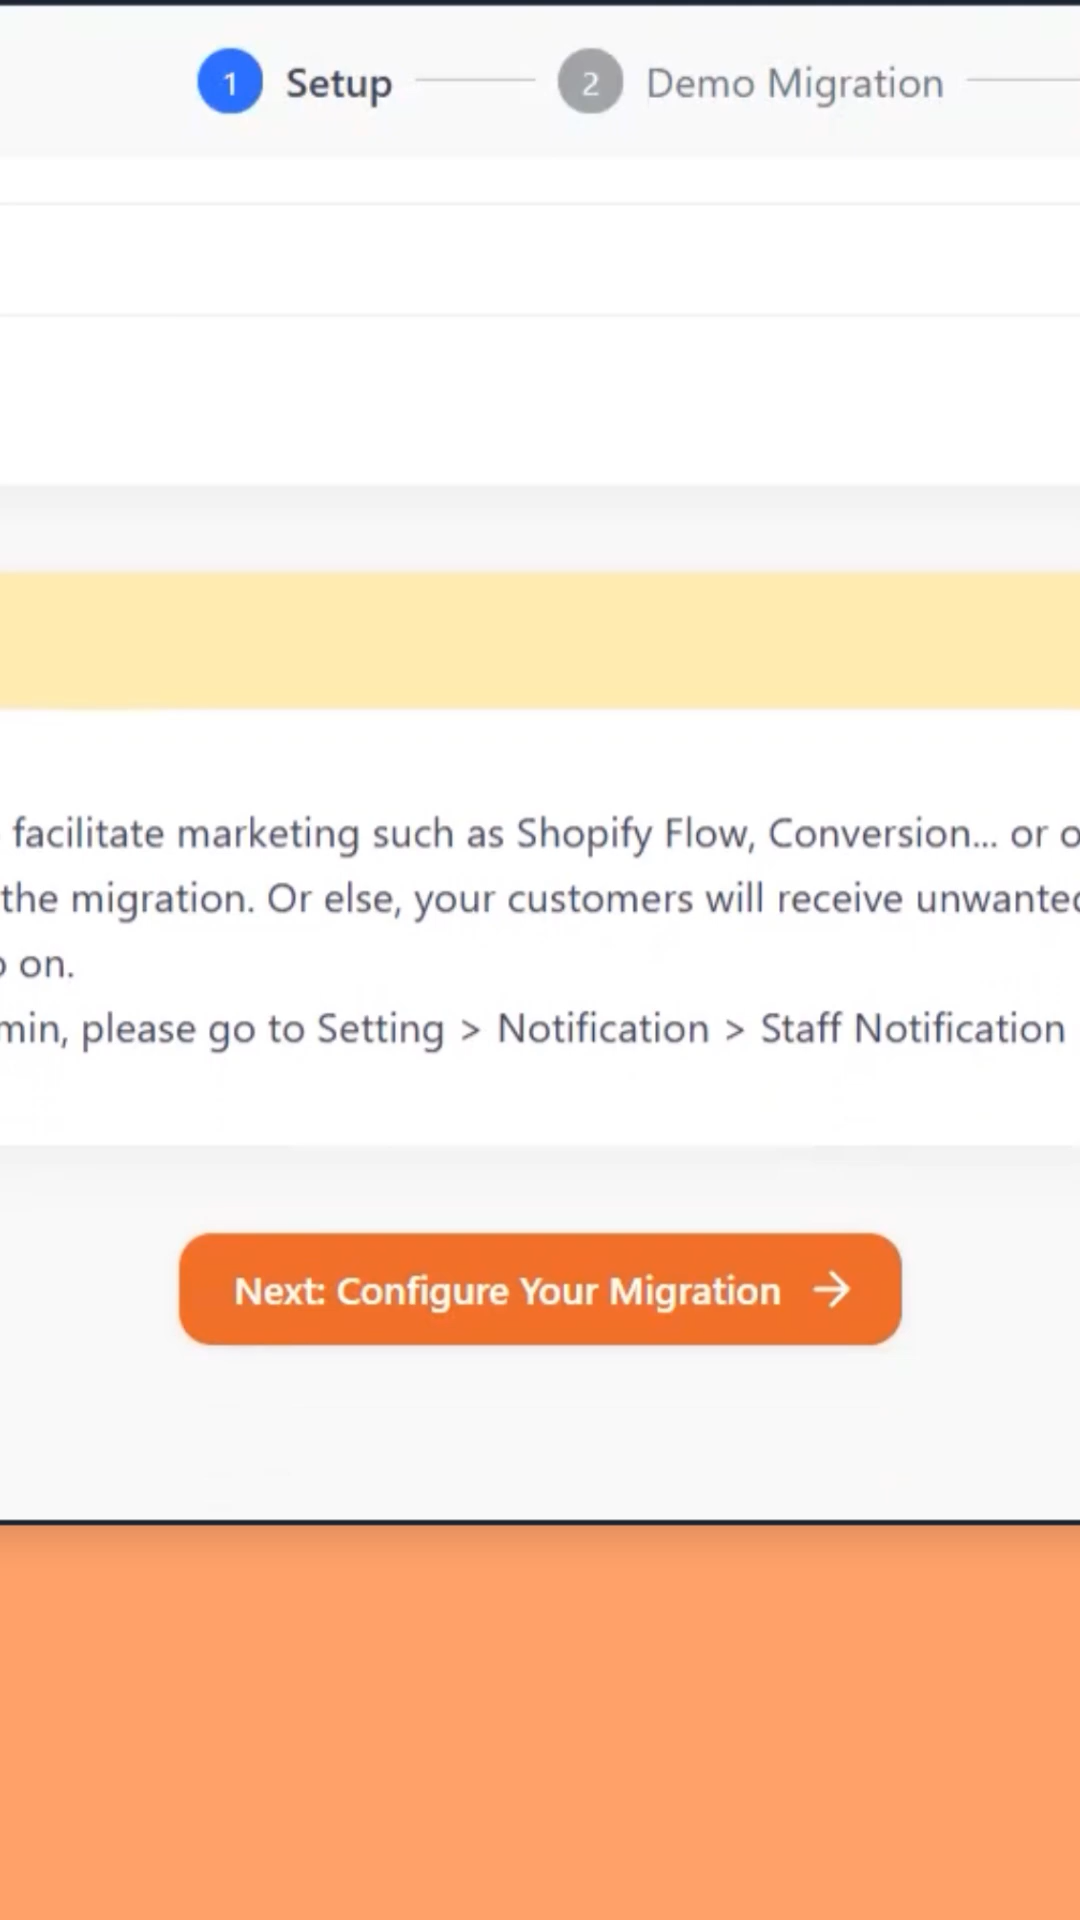 1 Setup 2 Demo Migration
facilitate marketing such as Shopify Flow, Conversion... or
the migration. Or else, your customers will receive
on.
please go to Setting > Notification > Staff Notification
Next: Configure Your Migration →